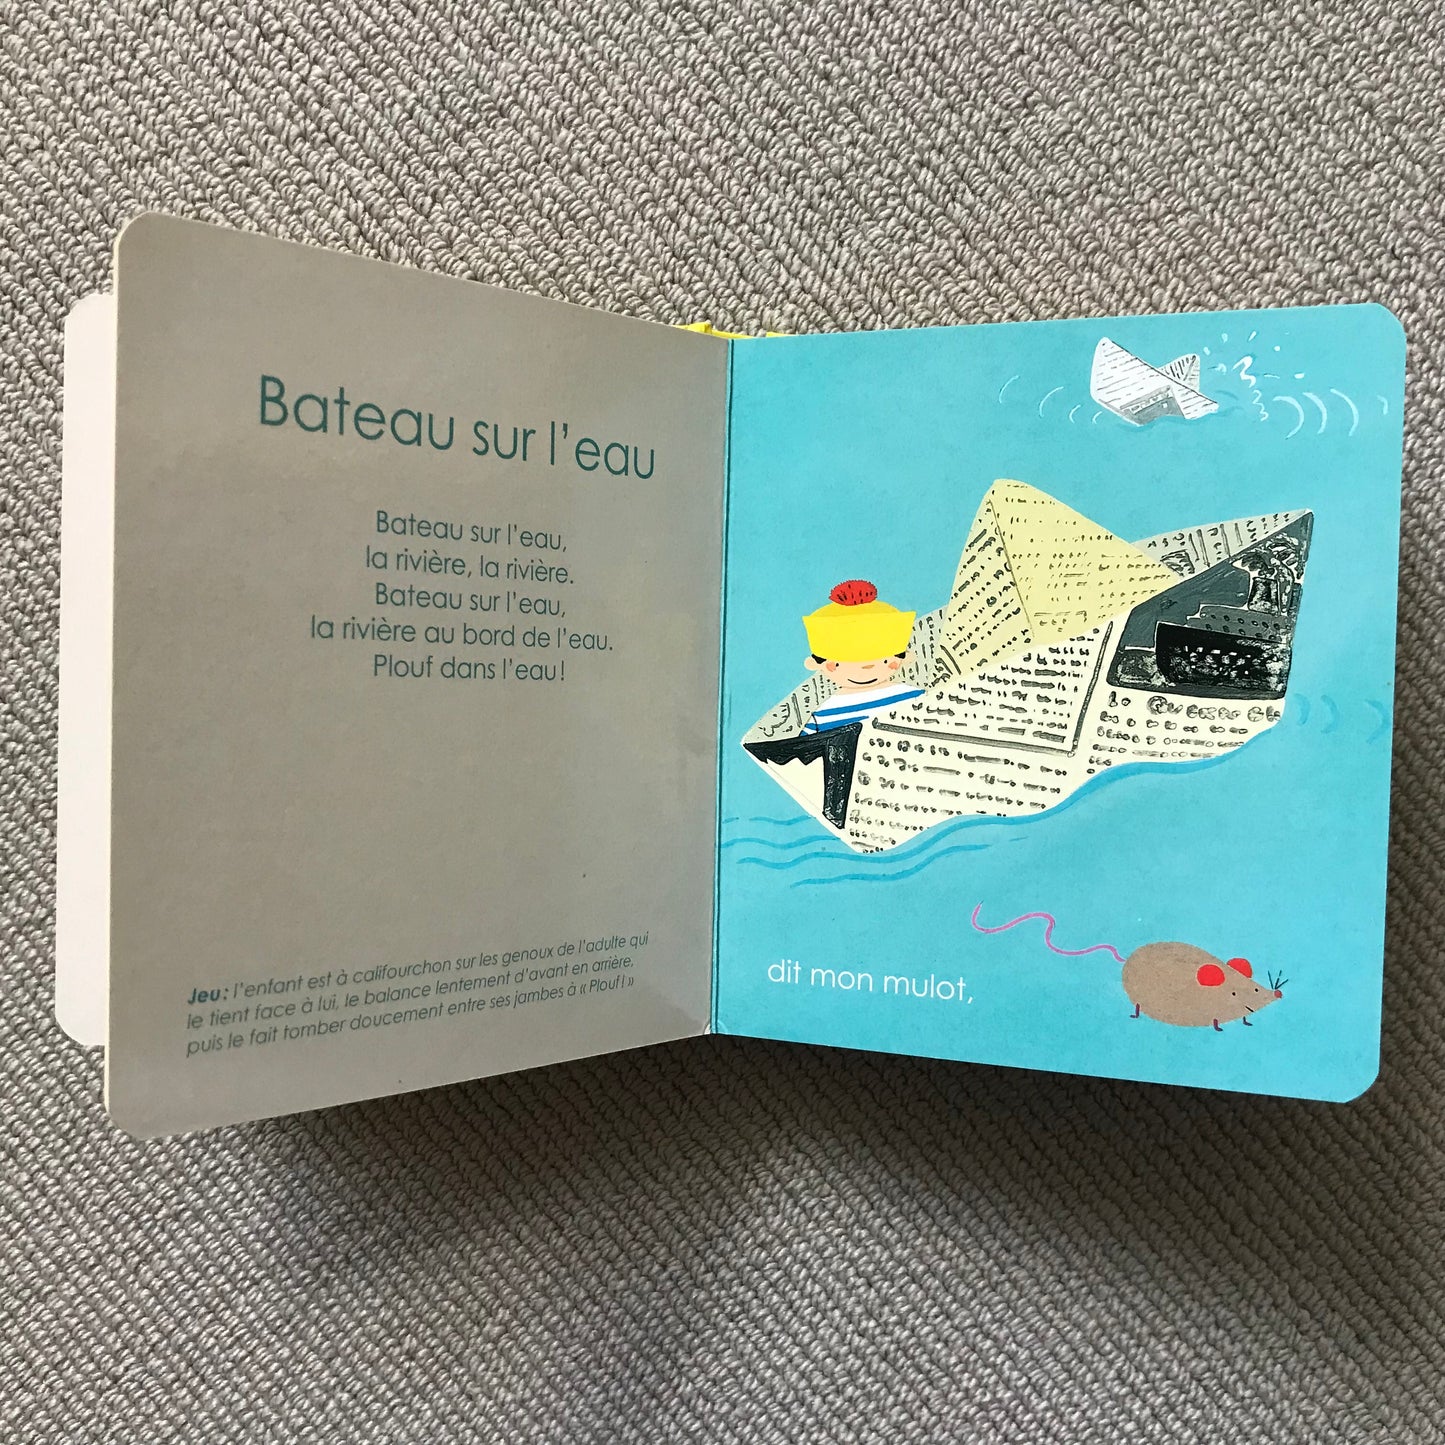 Bateau sur l'eau
Bateau sur l'eau,
la rivière, la rivière.
Bateau sur l'eau,
la rivière au bord de l'eau.
Plouf dans l'eau!
Jeu: l'enfant est à califourchon sur les genoux de l'adulte qui
le tient face à lui, le balance lentement d'avant en arrière,
puis le fait tomber doucement entre ses jambes à « Plouf! »
dit mon mulot,